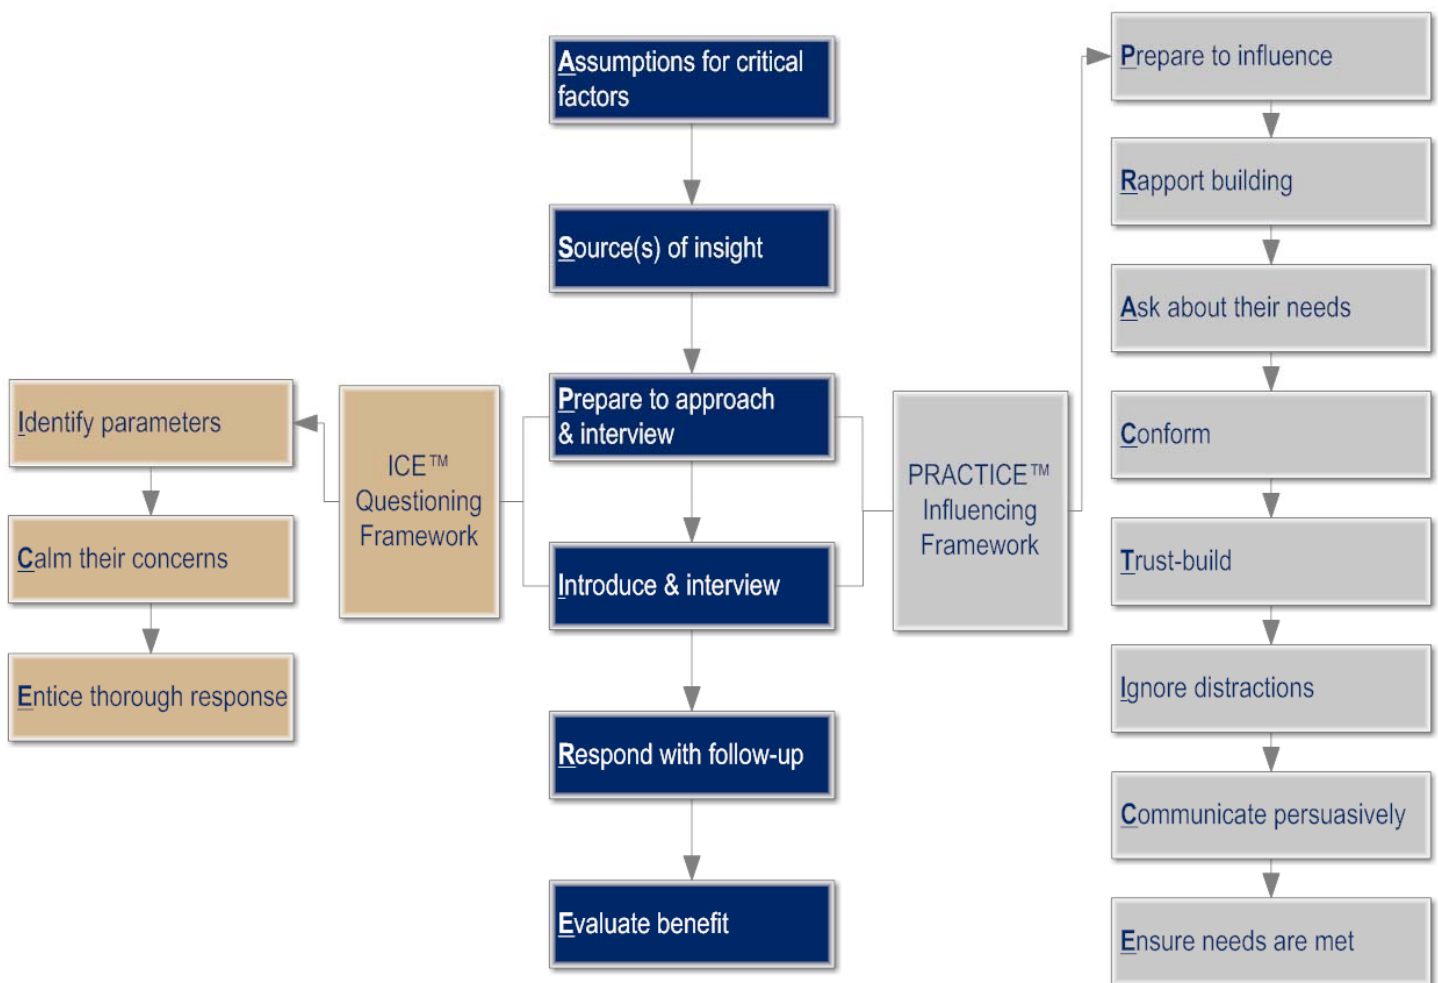 Assumptions for critical
factors
Source(s) of insight
Prepare to approach
& interview
Introduce & interview
Respond with follow-up
Evaluate benefit
ICE™
Questioning
Framework
Identify parameters
Calm their concerns
Entice thorough response
PRACTICE™
Influencing
Framework
Prepare to influence
Rapport building
Ask about their needs
Conform
Trust-build
Ignore distractions
Communicate persuasively
Ensure needs are met